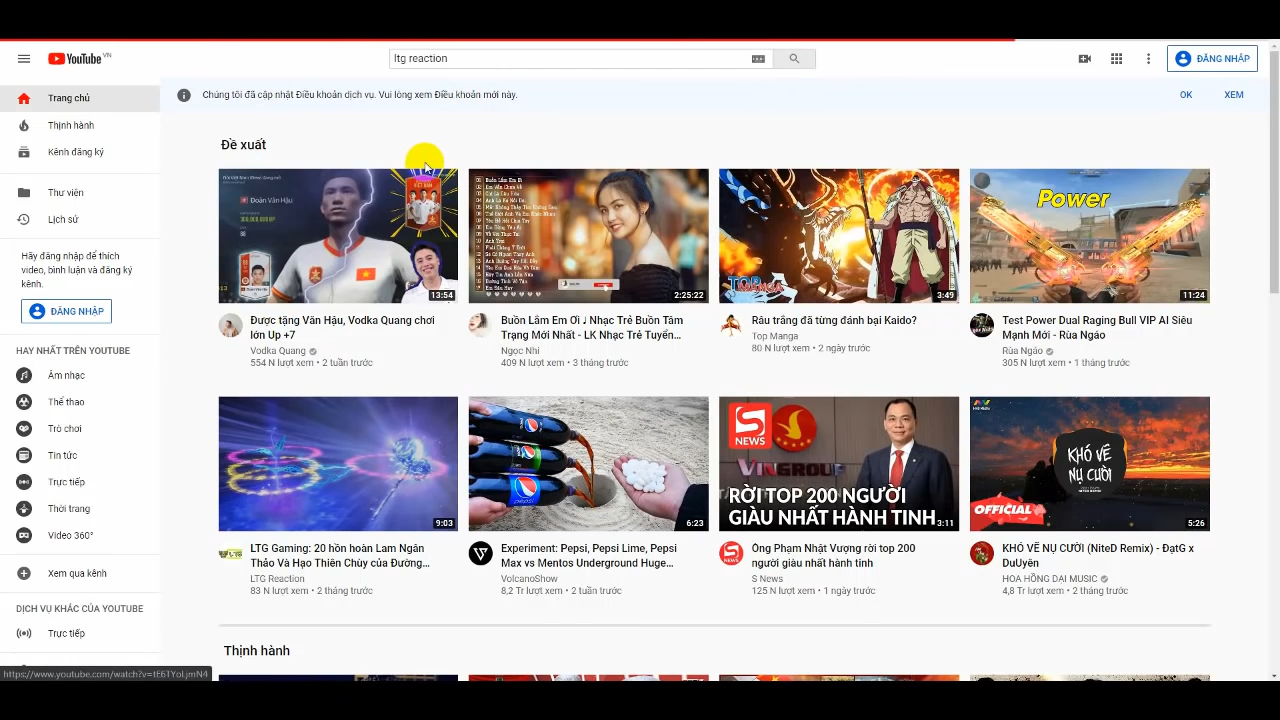 YouTube VN
ltg reaction
ĐĂNG NHẬP
Trang chủ
Thịnh hành
Kênh đăng ký
Thư viện
Lịch sử
Hãy đăng nhập để thích
video, bình luận và đăng ký
kênh.
ĐĂNG NHẬP
HAY NHẤT TRÊN YOUTUBE
Âm nhạc
Thể thao
Trò chơi
Tin tức
Trực tiếp
Thời trang
Video 360°
Xem qua kênh
DỊCH VỤ KHÁC CỦA YOUTUBE
Trực tiếp
Chúng tôi đã cập nhật Điều khoản dịch vụ. Vui lòng xem Điều khoản mới này.
OK
XEM
Đề xuất
Đoàn Văn Hậu
13:54
2:25:22
TOP MANGA
3:49
Power
11:24
Được tặng Văn Hậu, Vodka Quang chơi
lớn Up +7
Vodka Quang
554 N lượt xem • 2 tuần trước
Buồn Lắm Em Ơi ♪ Nhạc Trẻ Buồn Tâm
Trạng Mới Nhất - LK Nhạc Trẻ Tuyển...
Ngọc Nhi
409 N lượt xem • 3 tháng trước
Râu trắng đã từng đánh bại Kaido?
Top Manga
80 N lượt xem • 2 ngày trước
Test Power Dual Raging Bull VIP AI Siêu
Mạnh Mới - Rùa Ngáo
Rùa Ngáo
305 N lượt xem • 1 tháng trước
9:03
pepsi
6:23
S NEWS
VINGROUP
RỜI TOP 200 NGƯỜI
GIÀU NHẤT HÀNH TINH
3:11
KHÓ VẼ
NỤ CƯỜI
OFFICIAL
5:26
LTG Gaming: 20 hồn hoàn Lam Ngân
Thảo Và Hạo Thiên Chùy của Đường...
LTG Reaction
83 N lượt xem • 2 tháng trước
Experiment: Pepsi, Pepsi Lime, Pepsi
Max vs Mentos Underground Huge...
VolcanoShow
8,2 Tr lượt xem • 2 tuần trước
Ông Phạm Nhật Vượng rời top 200
người giàu nhất hành tinh
S News
125 N lượt xem • 1 ngày trước
KHÓ VẼ NỤ CƯỜI (NiteD Remix) - ĐạtG x
DuUyên
HOA HỒNG DẠI MUSIC
4,8 Tr lượt xem • 2 tháng trước
Thịnh hành